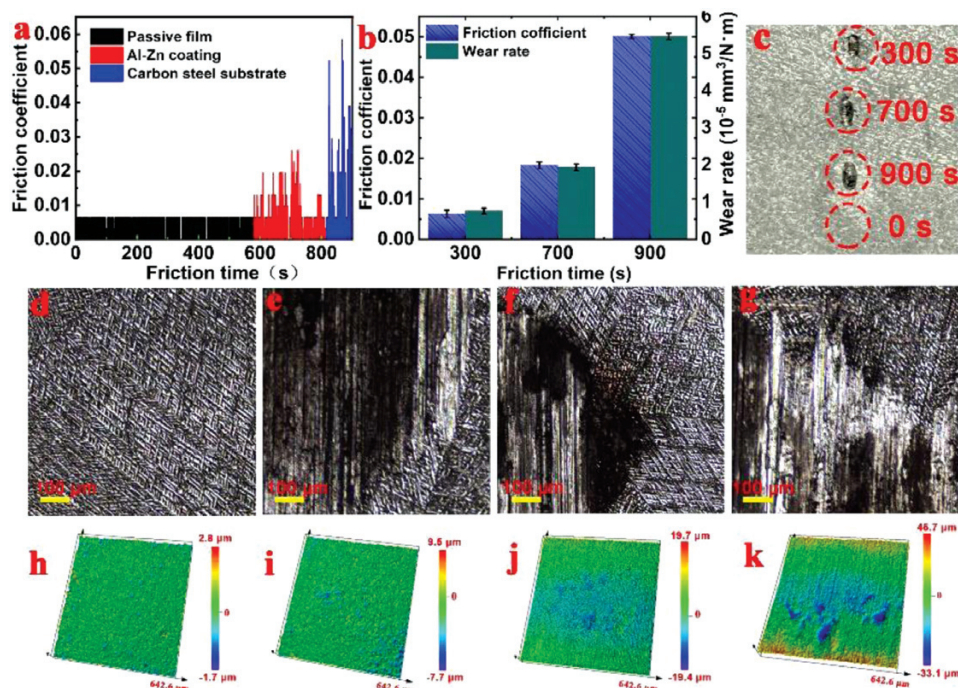 a
Friction coefficient
0.06
0.05
0.04
0.03
0.02
0.01
0.00
Passive film
Al-Zn coating
Carbon steel substrate
0 200 400 600 800
Friction time (s)
b
Friction cofficient
0.05
0.04
0.03
0.02
0.01
0.00
Friction cofficient
Wear rate
6
5
4
3
2
1
0
Wear rate (10⁻⁵ mm³/N·m)
300 700 900
Friction time (s)
c
300 s
700 s
900 s
0 s
d
100 μm
e
100 μm
f
100 μm
g
100 μm
h
2.8 μm
0
-1.7 μm
642.6 μm
i
9.5 μm
0
-7.7 μm
642.6 μm
j
19.7 μm
0
-19.4 μm
642.6 μm
k
46.7 μm
0
-33.1 μm
642.6 μm